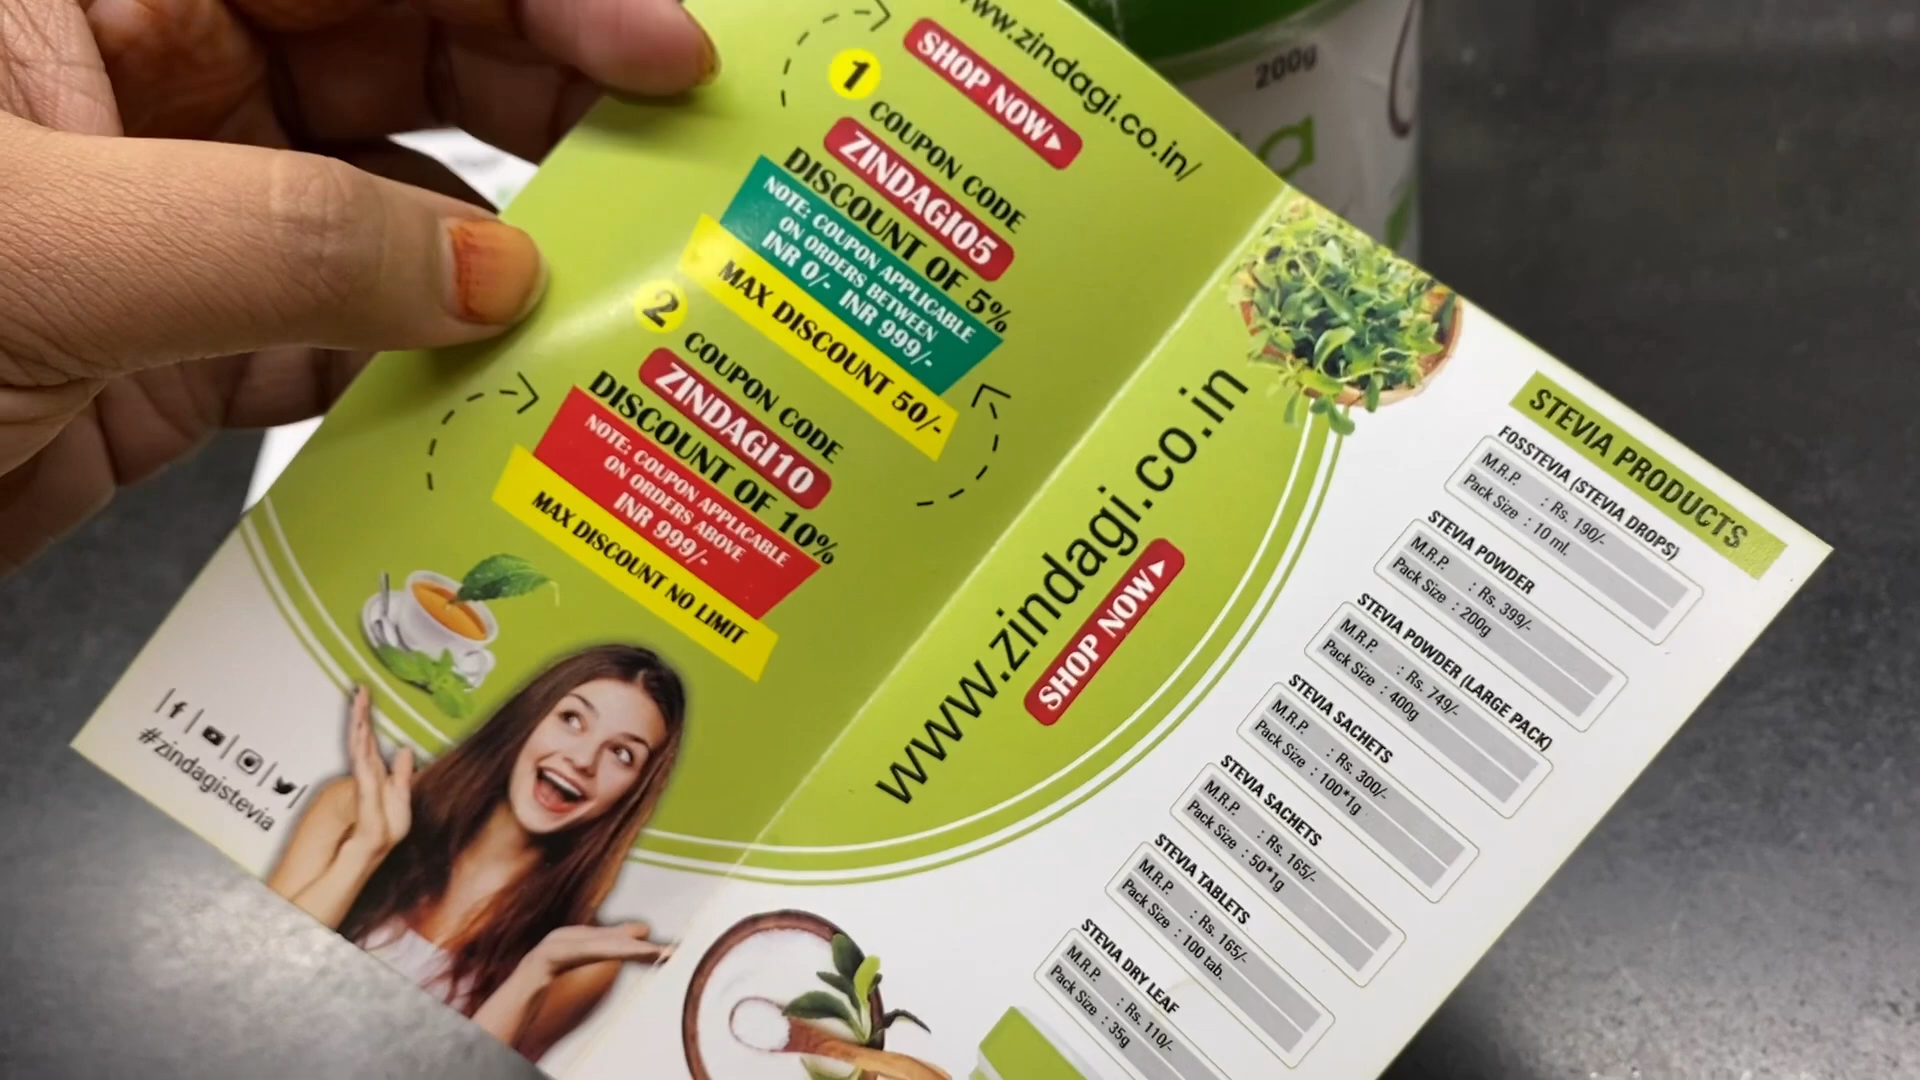 www.zindagi.co.in/
SHOP NOW
1
COUPON CODE
ZINDAGI05
DISCOUNT OF 5%
NOTE: COUPON APPLICABLE
ON ORDERS BETWEEN
INR 0/- INR 999/-
MAX DISCOUNT 50/-
2
COUPON CODE
ZINDAGI10
DISCOUNT OF 10%
NOTE: COUPON APPLICABLE
ON ORDERS ABOVE
INR 999/-
MAX DISCOUNT NO LIMIT
#zindagistevia
www.zindagi.co.in
SHOP NOW
STEVIA PRODUCTS
FOSSTEVIA (STEVIA DROPS)
M.R.P. : Rs. 190/-
Pack Size : 10 ml.
STEVIA POWDER
M.R.P. : Rs. 399/-
Pack Size : 200g
STEVIA POWDER (LARGE PACK)
M.R.P. : Rs. 749/-
Pack Size : 400g
STEVIA SACHETS
M.R.P. : Rs. 300/-
Pack Size : 100*1g
STEVIA SACHETS
M.R.P. : Rs. 165/-
Pack Size : 50*1g
STEVIA TABLETS
M.R.P. : Rs. 165/-
Pack Size : 100 tab.
STEVIA DRY LEAF
M.R.P. : Rs. 110/-
Pack Size : 35g
200g